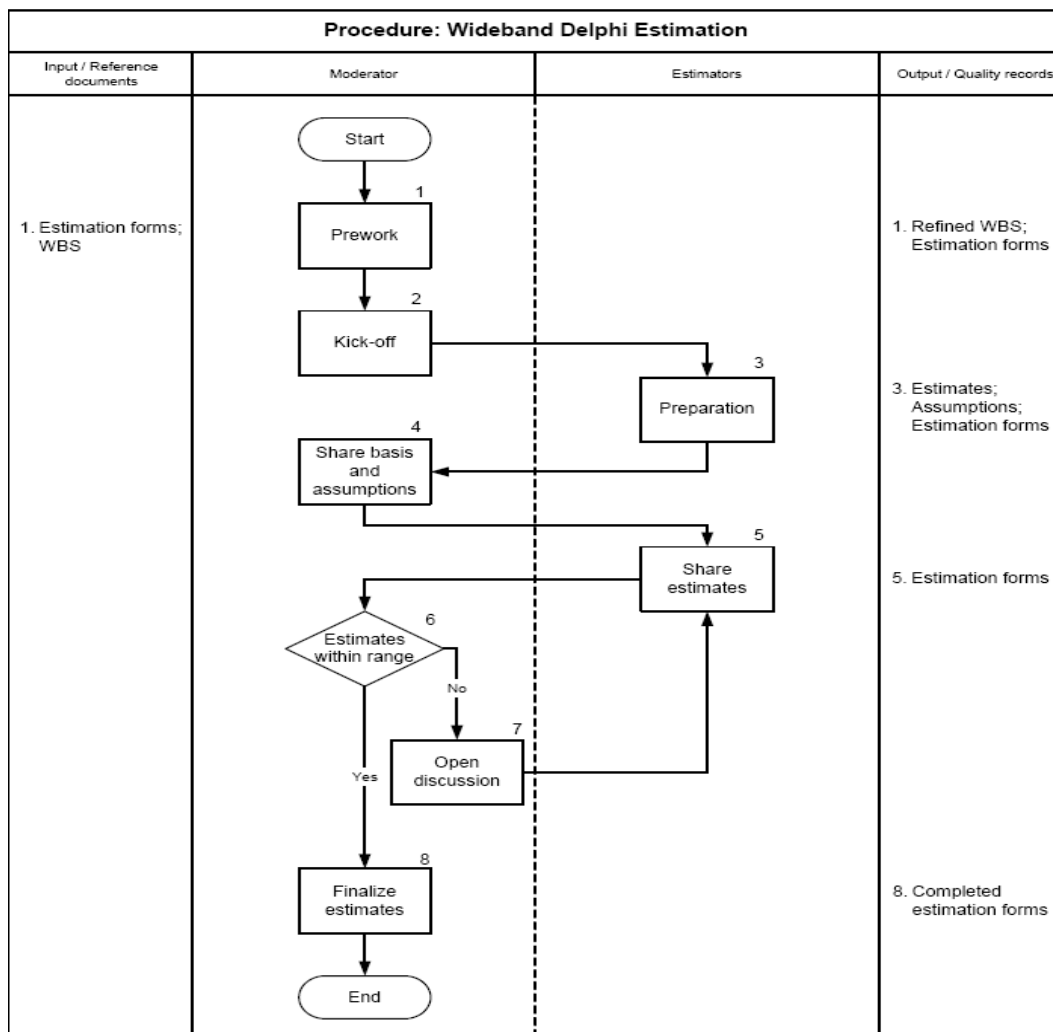 Procedure: Wideband Delphi Estimation
Input / Reference
documents
Moderator
Estimators
Output / Quality records
Start
1
1. Estimation forms;
WBS
Prework
1. Refined WBS;
Estimation forms
2
Kick-off
3
Preparation
3. Estimates;
Assumptions;
Estimation forms
4
Share basis
and
assumptions
5
Share
estimates
5. Estimation forms
6
Estimates
within range
No
7
Open
discussion
Yes
8
Finalize
estimates
8. Completed
estimation forms
End